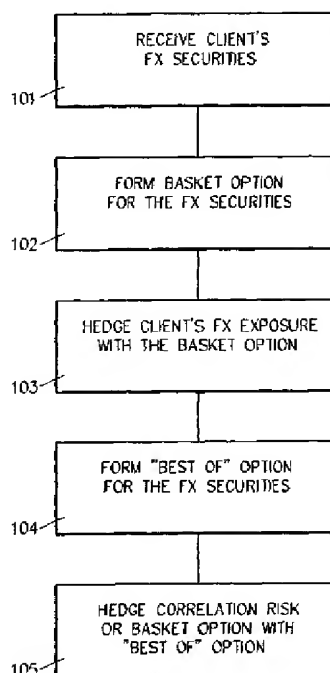 RECEIVE CLIENT'S
FX SECURITIES
101
FORM BASKET OPTION
FOR THE FX SECURITIES
102
HEDGE CLIENT'S FX EXPOSURE
WITH THE BASKET OPTION
103
FORM "BEST OF" OPTION
FOR THE FX SECURITIES
104
HEDGE CORRELATION RISK
OR BASKET OPTION WITH
"BEST OF" OPTION
105